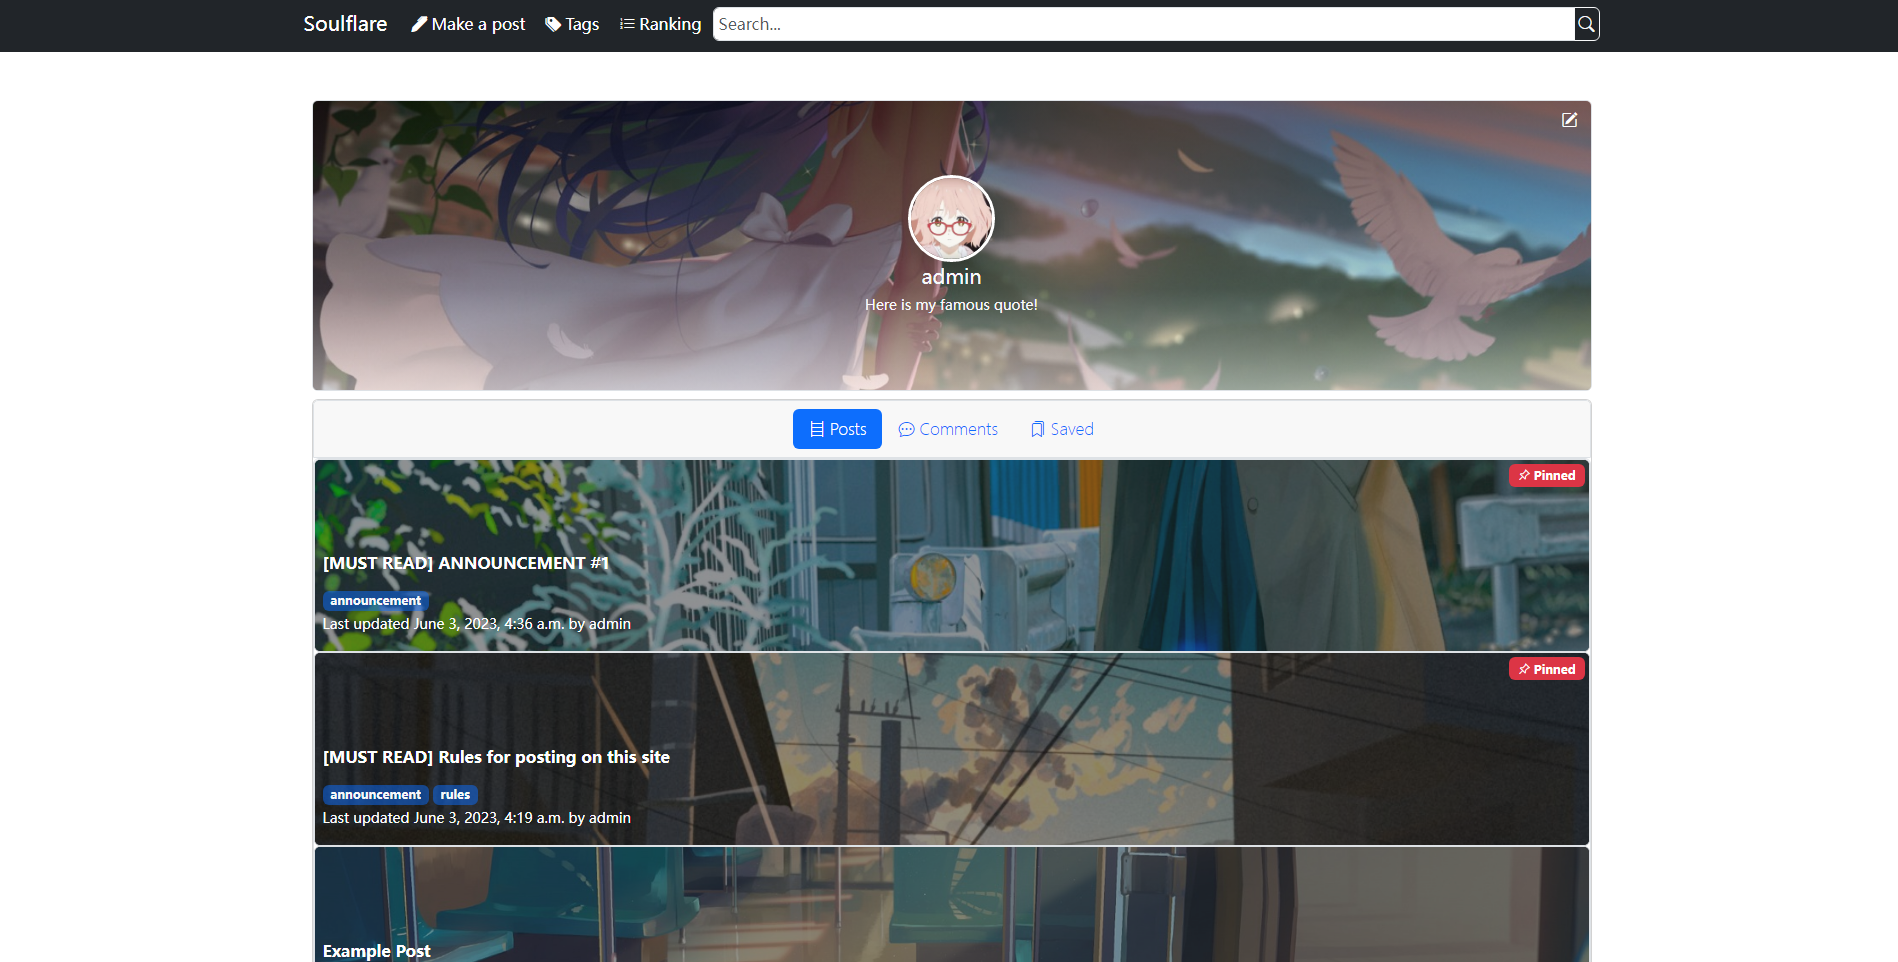 Soulflare Make a post Tags Ranking Search...
admin
Here is my famous quote!
Posts Comments Saved
Pinned
[MUST READ] ANNOUNCEMENT #1
announcement
Last updated June 3, 2023, 4:36 a.m. by admin
Pinned
[MUST READ] Rules for posting on this site
announcement rules
Last updated June 3, 2023, 4:19 a.m. by admin
Example Post